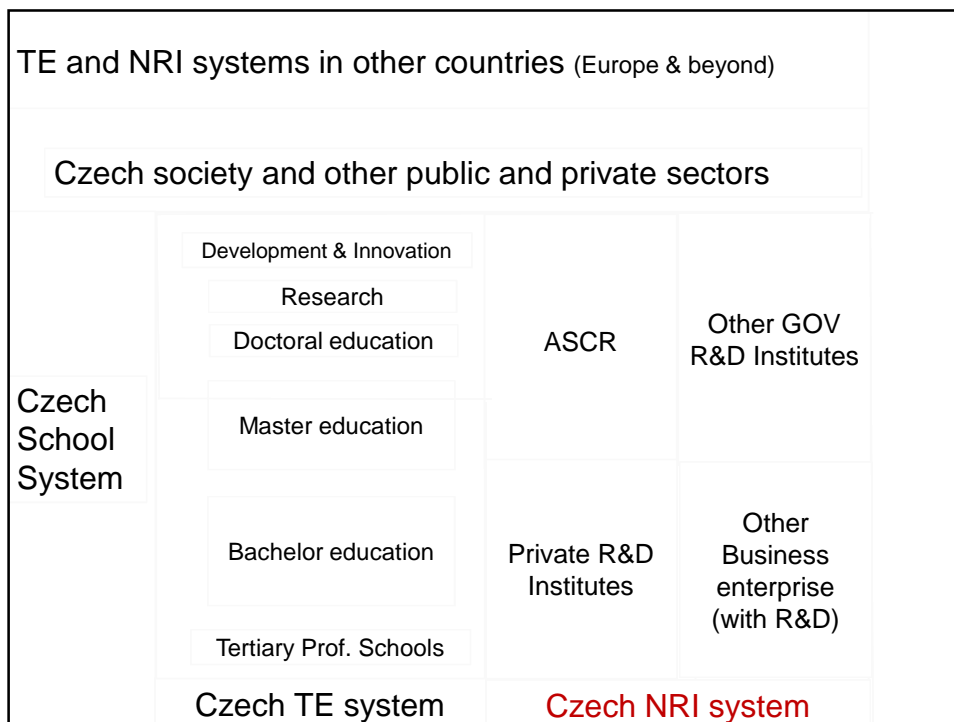 TE and NRI systems in other countries (Europe & beyond)
Czech society and other public and private sectors
Czech
School
System
Development & Innovation
Research
Doctoral education
Master education
Bachelor education
Tertiary Prof. Schools
ASCR
Other GOV
R&D Institutes
Private R&D
Institutes
Other
Business
enterprise
(with R&D)
Czech TE system
Czech NRI system